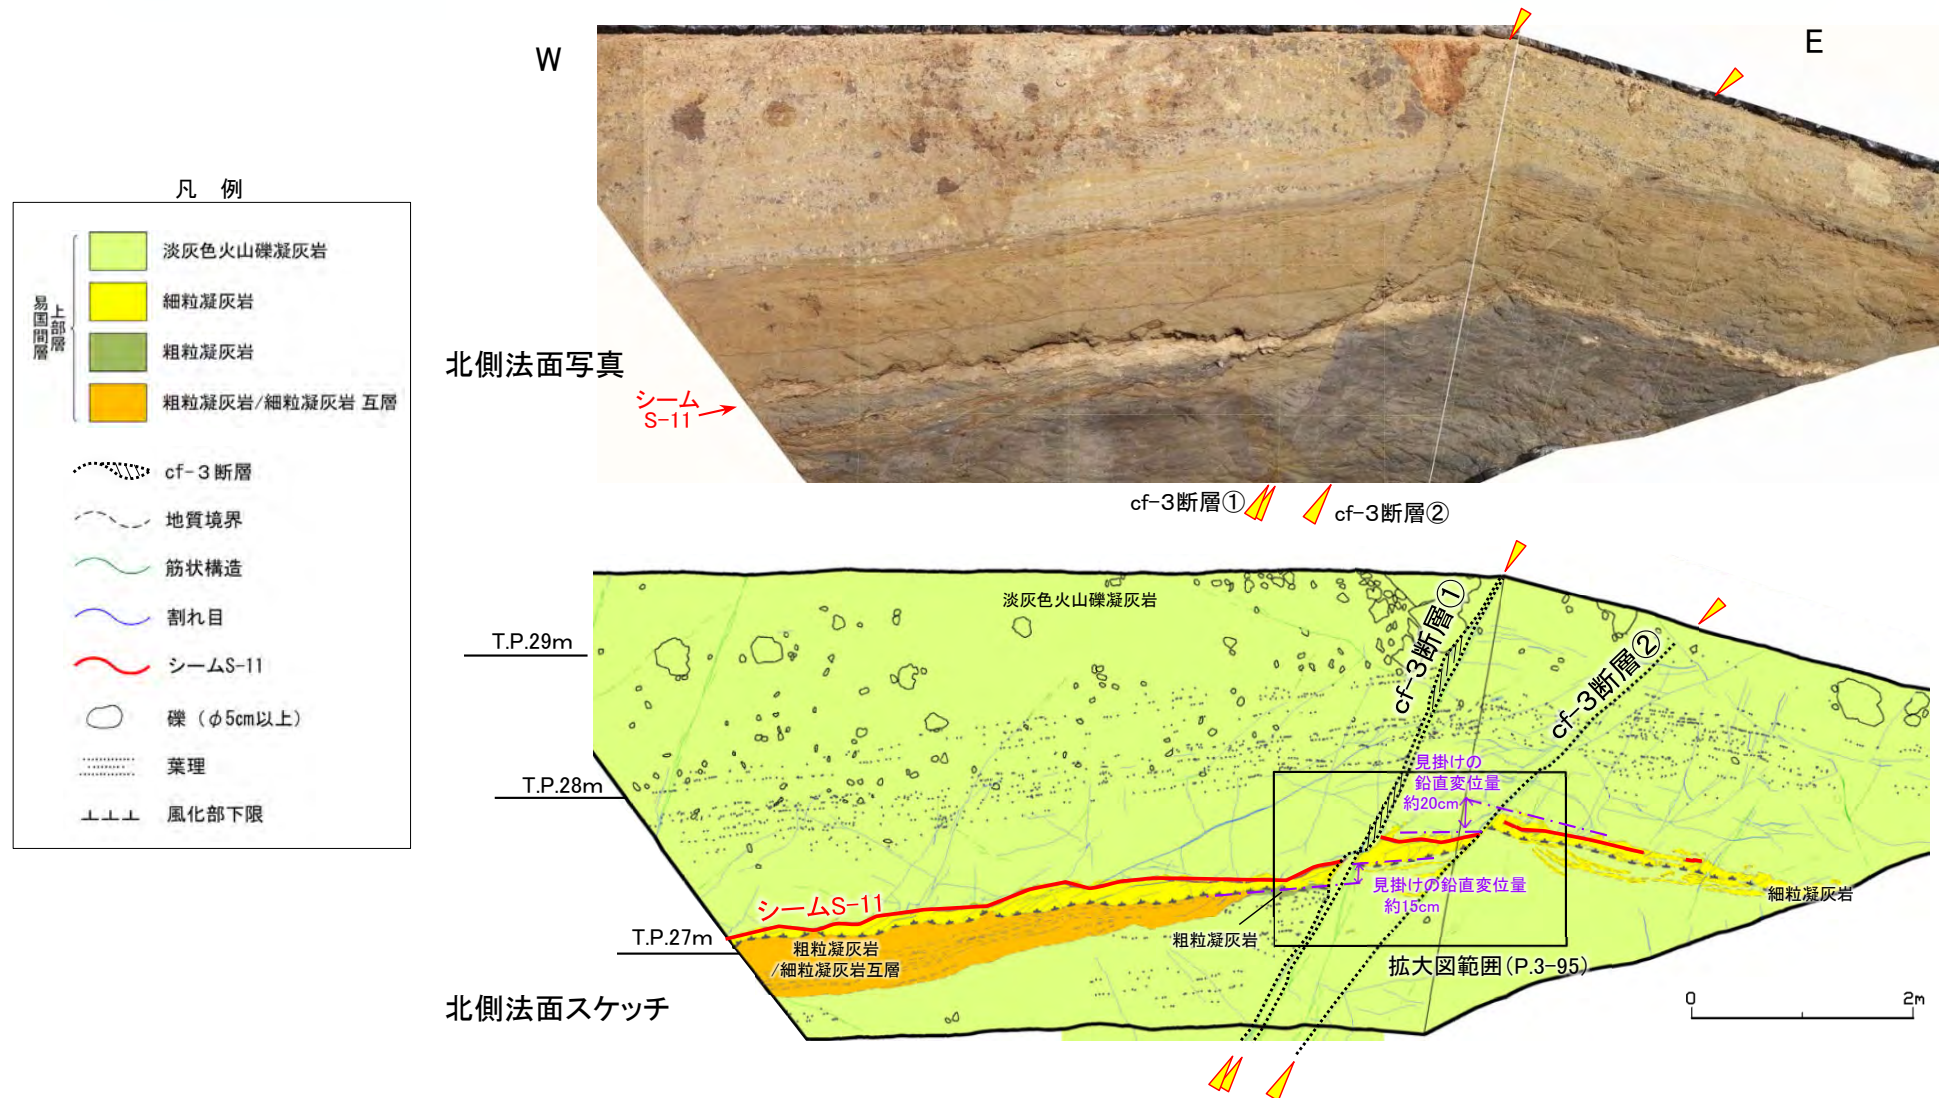 W
E
凡 例
易国間層
上部層
淡灰色火山礫凝灰岩
細粒凝灰岩
粗粒凝灰岩
粗粒凝灰岩/細粒凝灰岩 互層
cf-3断層
地質境界
筋状構造
割れ目
シームS-11
礫（φ5cm以上）
葉理
風化部下限
北側法面写真
シーム
S-11
cf-3断層①
cf-3断層②
淡灰色火山礫凝灰岩
cf-3断層①
cf-3断層②
T.P.29m
T.P.28m
T.P.27m
見掛けの
鉛直変位量
約20cm
見掛けの鉛直変位量
約15cm
シームS-11
粗粒凝灰岩
/細粒凝灰岩互層
粗粒凝灰岩
細粒凝灰岩
拡大図範囲(P.3-95)
北側法面スケッチ
0
2m